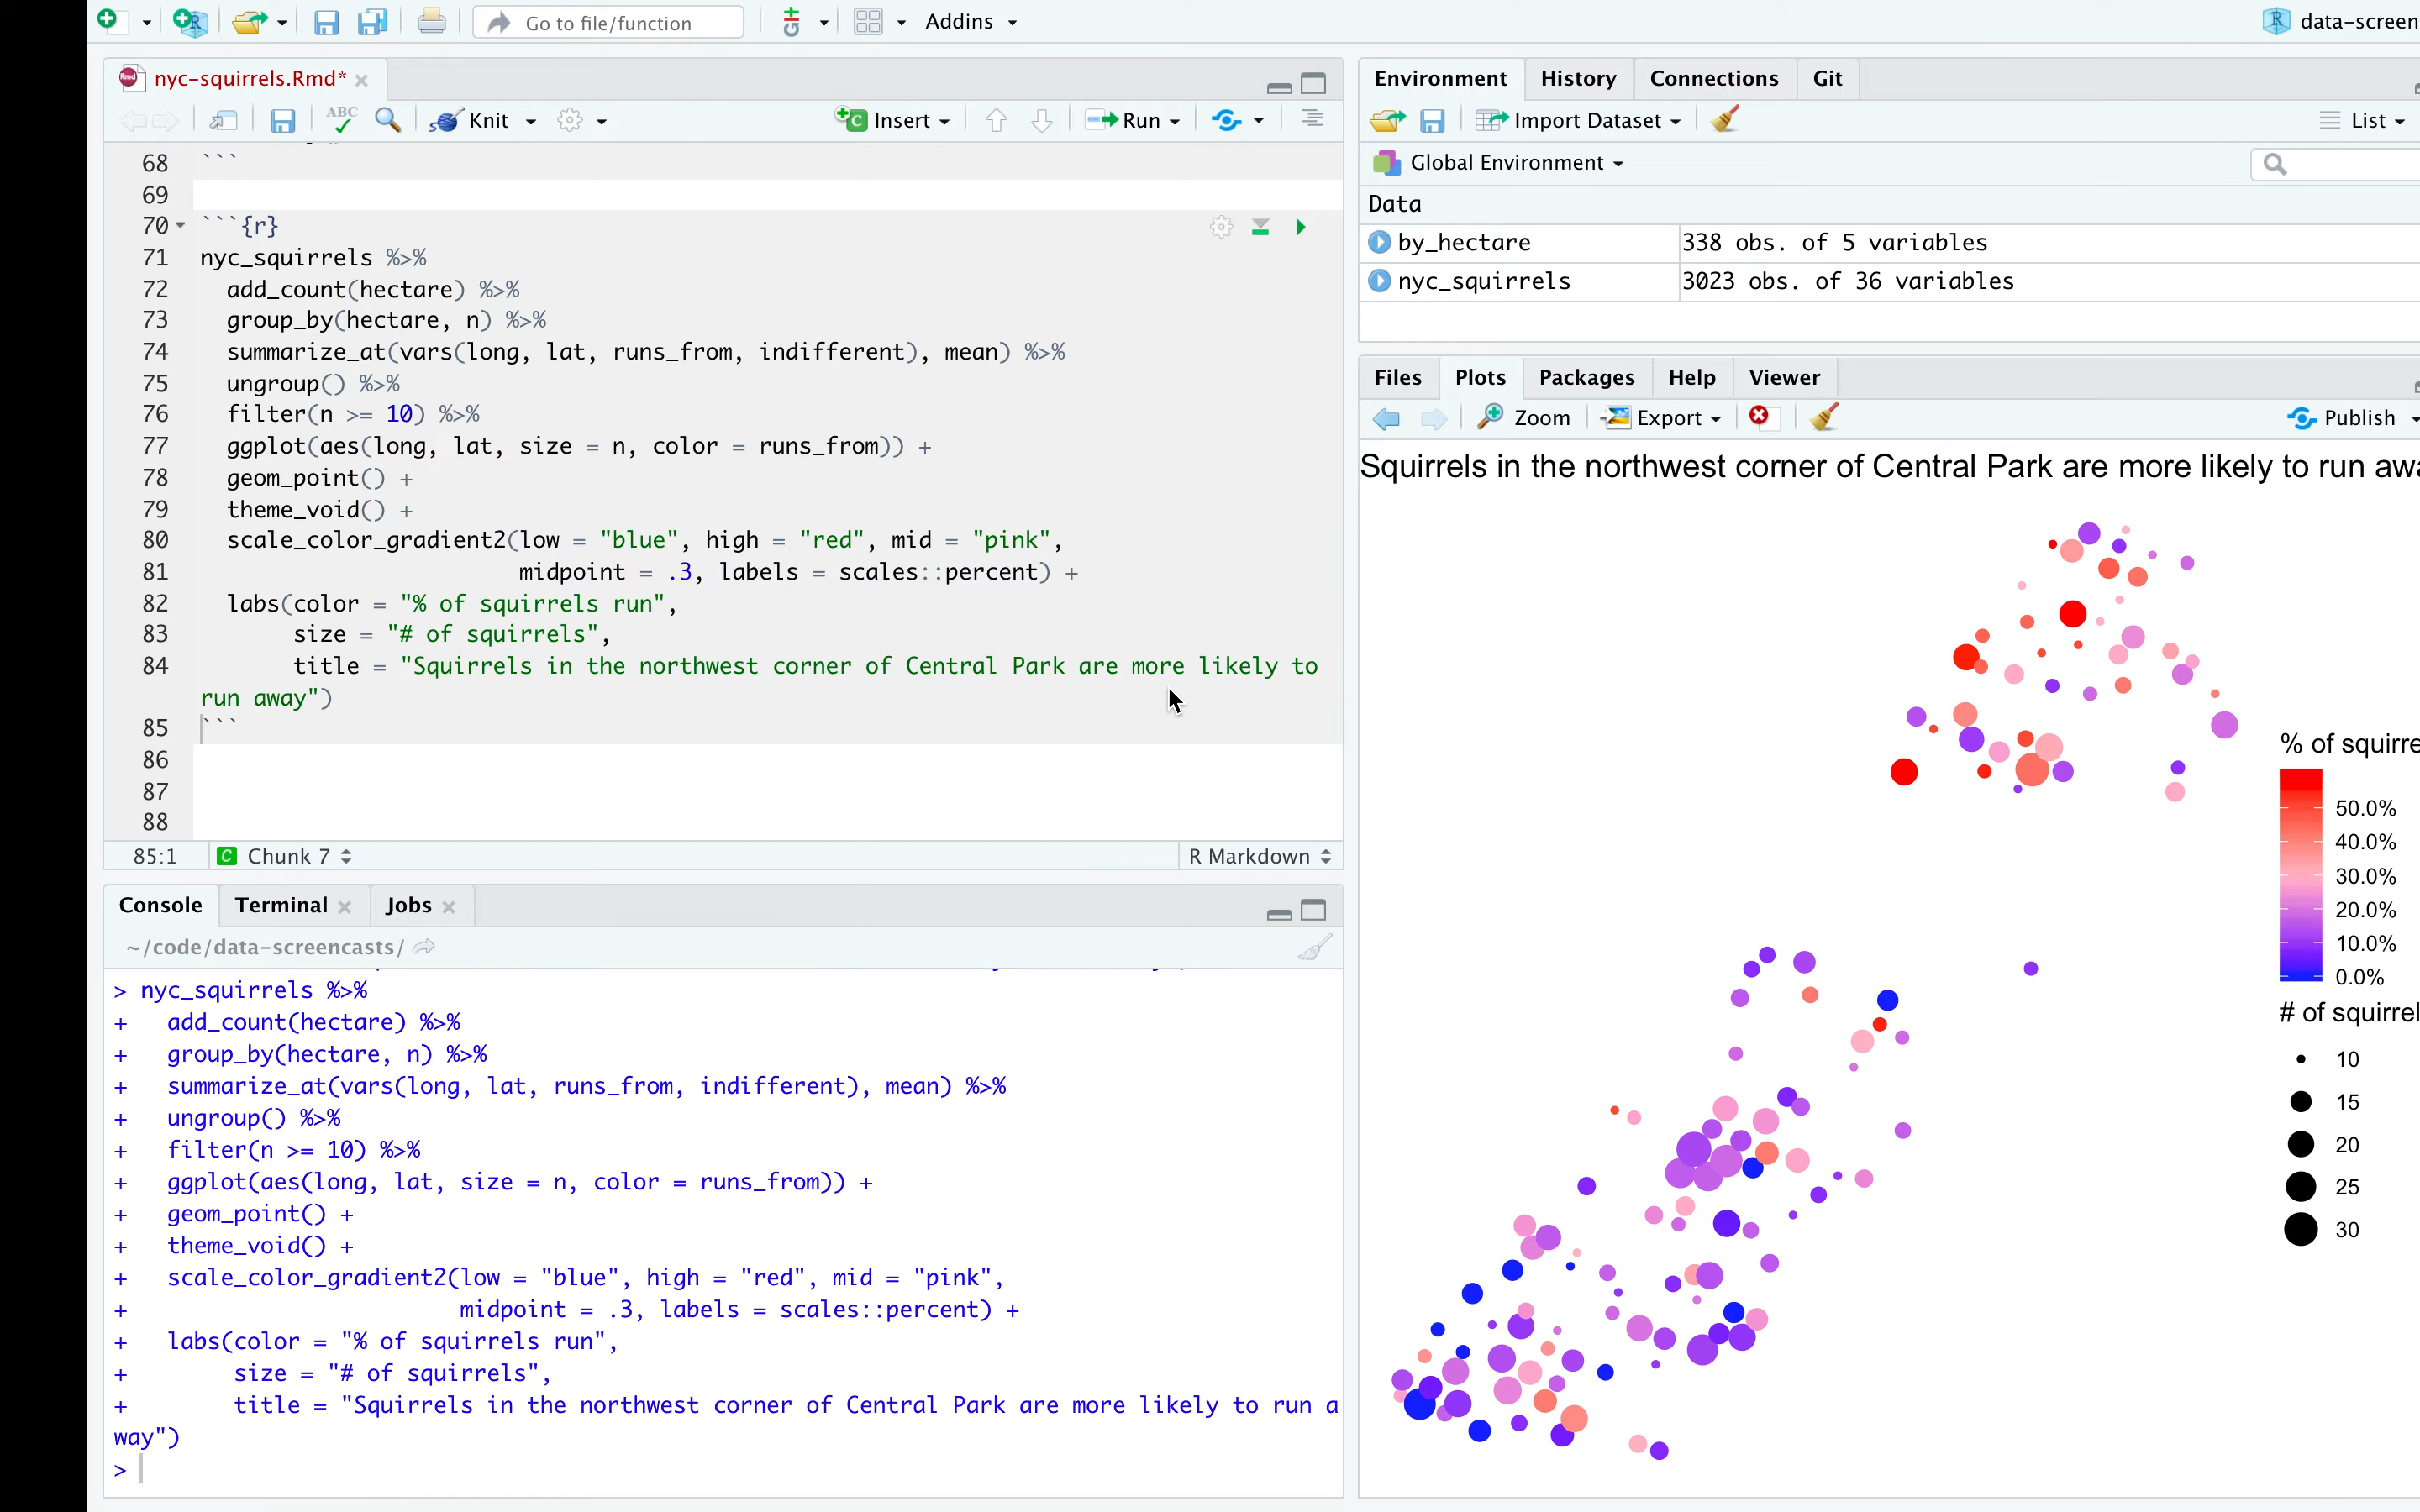 Go to file/function
Addins
data-screen
nyc-squirrels.Rmd*
ABC
Knit
Insert
Run
68 ```
69
70 ```{r}
71 nyc_squirrels %>%
72 add_count(hectare) %>%
73 group_by(hectare, n) %>%
74 summarize_at(vars(long, lat, runs_from, indifferent), mean) %>%
75 ungroup() %>%
76 filter(n >= 10) %>%
77 ggplot(aes(long, lat, size = n, color = runs_from)) +
78 geom_point() +
79 theme_void() +
80 scale_color_gradient2(low = "blue", high = "red", mid = "pink",
81 midpoint = .3, labels = scales::percent) +
82 labs(color = "% of squirrels run",
83 size = "# of squirrels",
84 title = "Squirrels in the northwest corner of Central Park are more likely to
run away")
85 ```
86
87
88
85:1 C Chunk 7 R Markdown
Console Terminal Jobs
~/code/data-screencasts/
> nyc_squirrels %>%
+ add_count(hectare) %>%
+ group_by(hectare, n) %>%
+ summarize_at(vars(long, lat, runs_from, indifferent), mean) %>%
+ ungroup() %>%
+ filter(n >= 10) %>%
+ ggplot(aes(long, lat, size = n, color = runs_from)) +
+ geom_point() +
+ theme_void() +
+ scale_color_gradient2(low = "blue", high = "red", mid = "pink",
+ midpoint = .3, labels = scales::percent) +
+ labs(color = "% of squirrels run",
+ size = "# of squirrels",
+ title = "Squirrels in the northwest corner of Central Park are more likely to run a
way")
>
Environment History Connections Git
Import Dataset List
Global Environment
Data
by_hectare 338 obs. of 5 variables
nyc_squirrels 3023 obs. of 36 variables
Files Plots Packages Help Viewer
Zoom Export Publish
Squirrels in the northwest corner of Central Park are more likely to run awa
% of squirre
50.0%
40.0%
30.0%
20.0%
10.0%
0.0%
# of squirrel
10
15
20
25
30